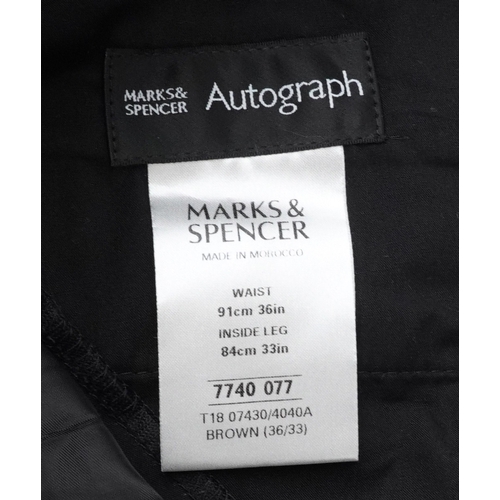 MARKS& SPENCER Autograph
MARKS &
SPENCER
MADE IN MOROCCO
WAIST
91cm 36in
INSIDE LEG
84cm 33in
7740 077
T18 07430/4040A
BROWN (36/33)